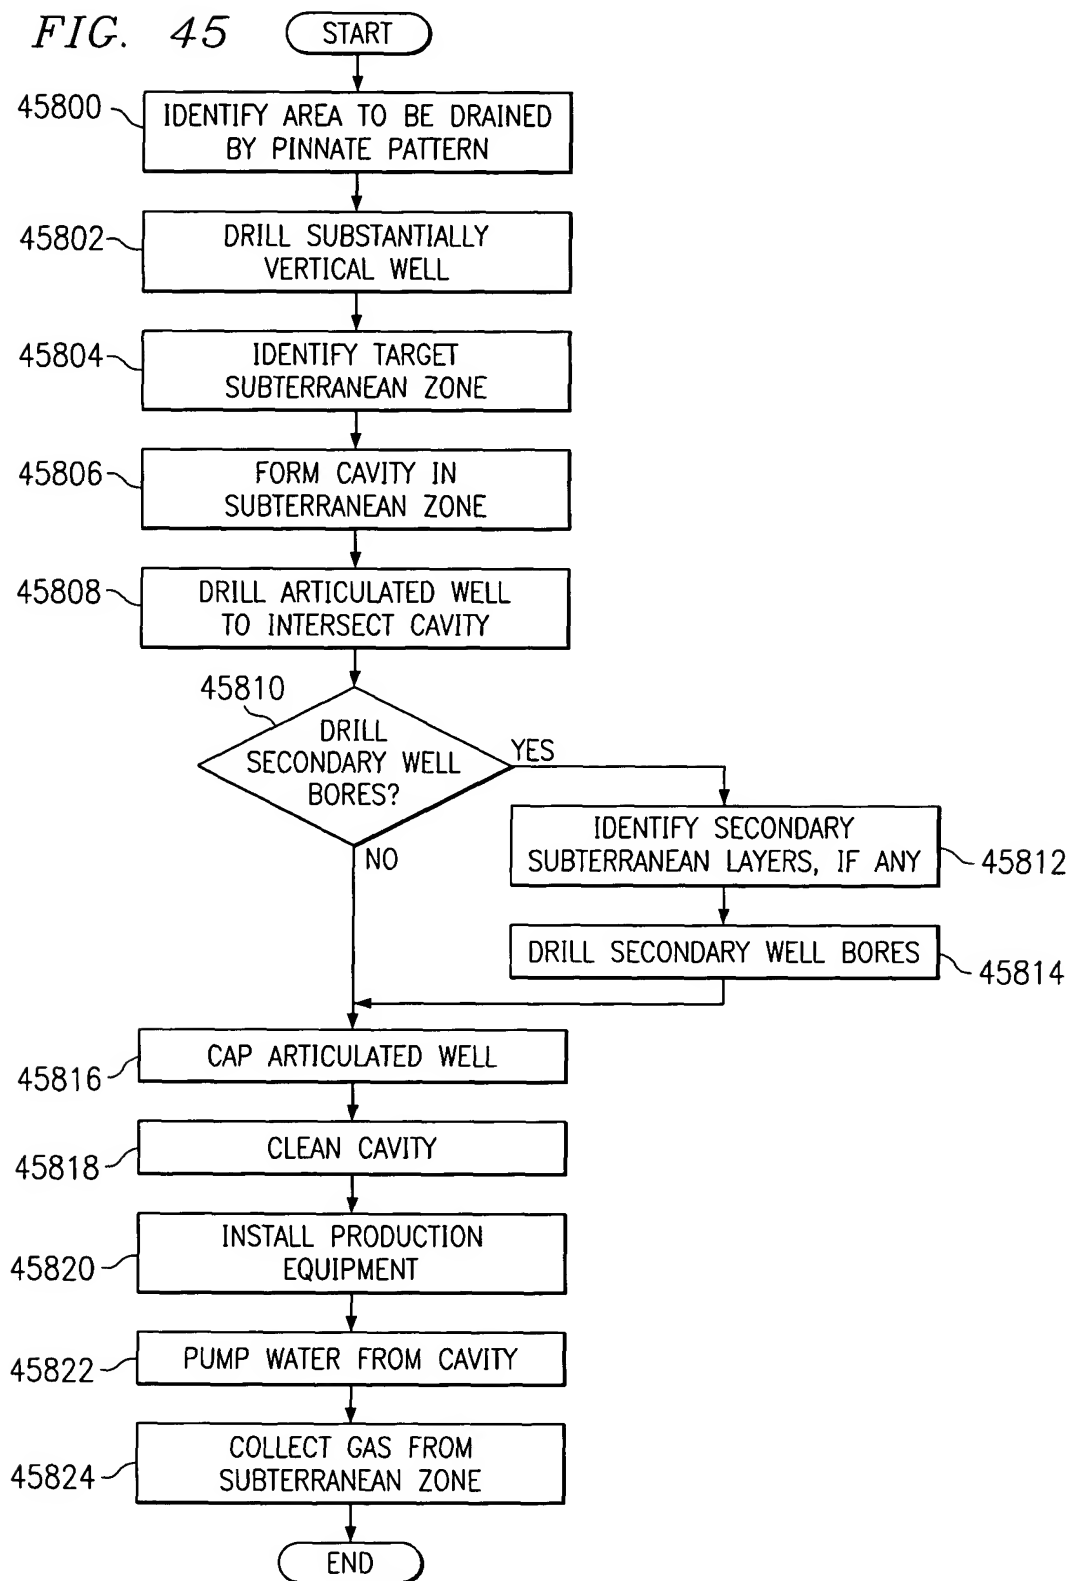 FIG. 45
START
45800
IDENTIFY AREA TO BE DRAINED
BY PINNATE PATTERN
45802
DRILL SUBSTANTIALLY
VERTICAL WELL
45804
IDENTIFY TARGET
SUBTERRANEAN ZONE
45806
FORM CAVITY IN
SUBTERRANEAN ZONE
45808
DRILL ARTICULATED WELL
TO INTERSECT CAVITY
45810
DRILL
SECONDARY WELL
BORES?
YES
NO
IDENTIFY SECONDARY
SUBTERRANEAN LAYERS, IF ANY
45812
DRILL SECONDARY WELL BORES
45814
CAP ARTICULATED WELL
45816
CLEAN CAVITY
45818
INSTALL PRODUCTION
EQUIPMENT
45820
PUMP WATER FROM CAVITY
45822
COLLECT GAS FROM
SUBTERRANEAN ZONE
45824
END